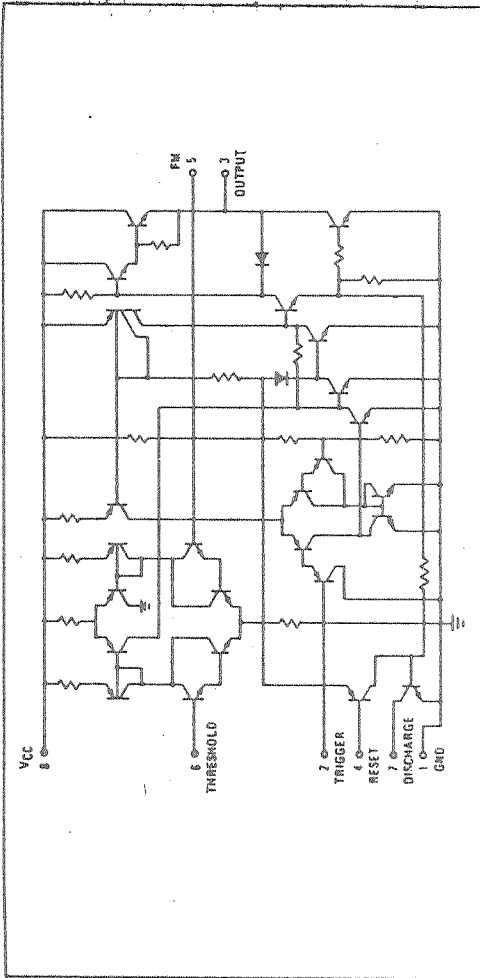 VCC
8
6
THRESHOLD
2
TRIGGER
4
RESET
7
DISCHARGE
1
GND
FM
5
3
OUTPUT